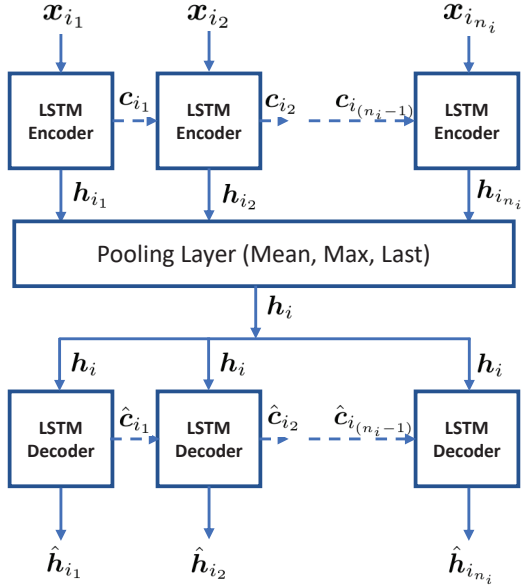 𝒙_{i_1} 𝒙_{i_2} 𝒙_{i_{n_i}}
LSTM Encoder 𝒄_{i_1} LSTM Encoder 𝒄_{i_2} 𝒄_{i_{(n_i−1)}} LSTM Encoder
𝒉_{i_1} 𝒉_{i_2} 𝒉_{i_{n_i}}
Pooling Layer (Mean, Max, Last)
𝒉_i
𝒉_i 𝒉_i 𝒉_i
LSTM Decoder ĉ_{i_1} LSTM Decoder ĉ_{i_2} ĉ_{i_{(n_i−1)}} LSTM Decoder
ĥ_{i_1} ĥ_{i_2} ĥ_{i_{n_i}}